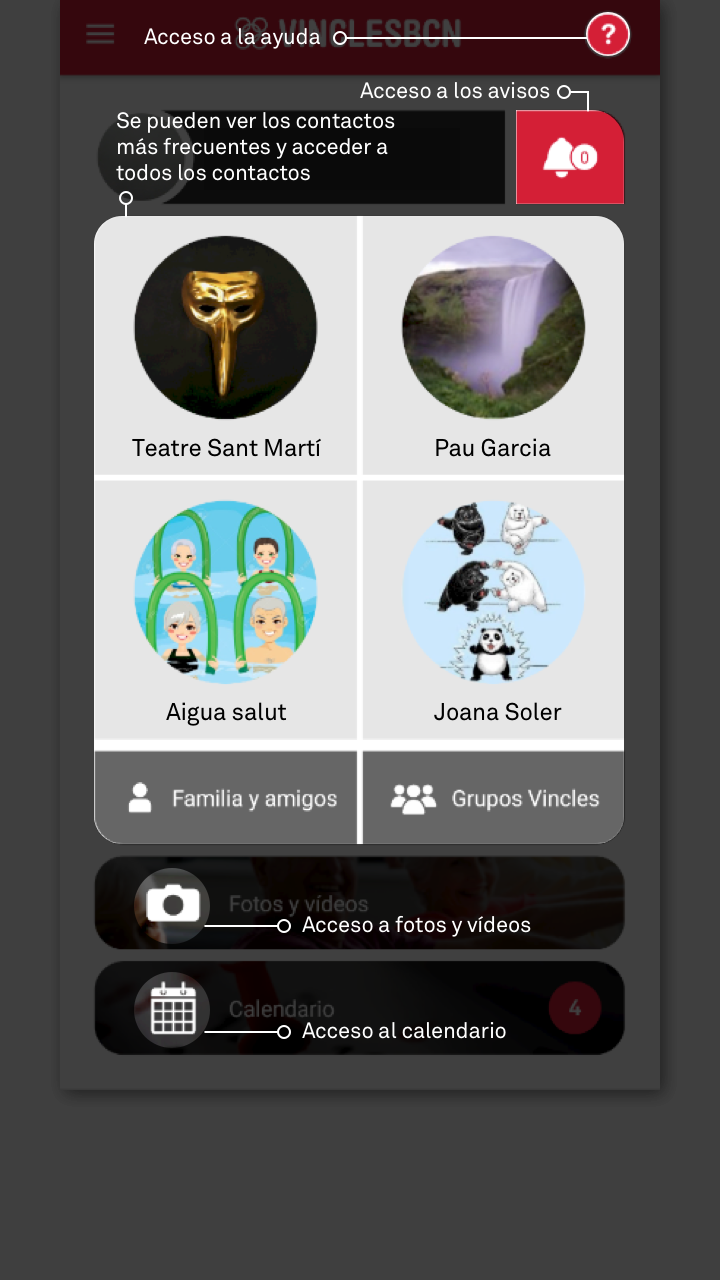 VINCLESBCN
Acceso a la ayuda
?
Acceso a los avisos
Se pueden ver los contactos
más frecuentes y acceder a
todos los contactos
0
Teatre Sant Martí
Pau Garcia
Aigua salut
Joana Soler
Familia y amigos
Grupos Vincles
Fotos y vídeos
Acceso a fotos y vídeos
Calendario
4
Acceso al calendario